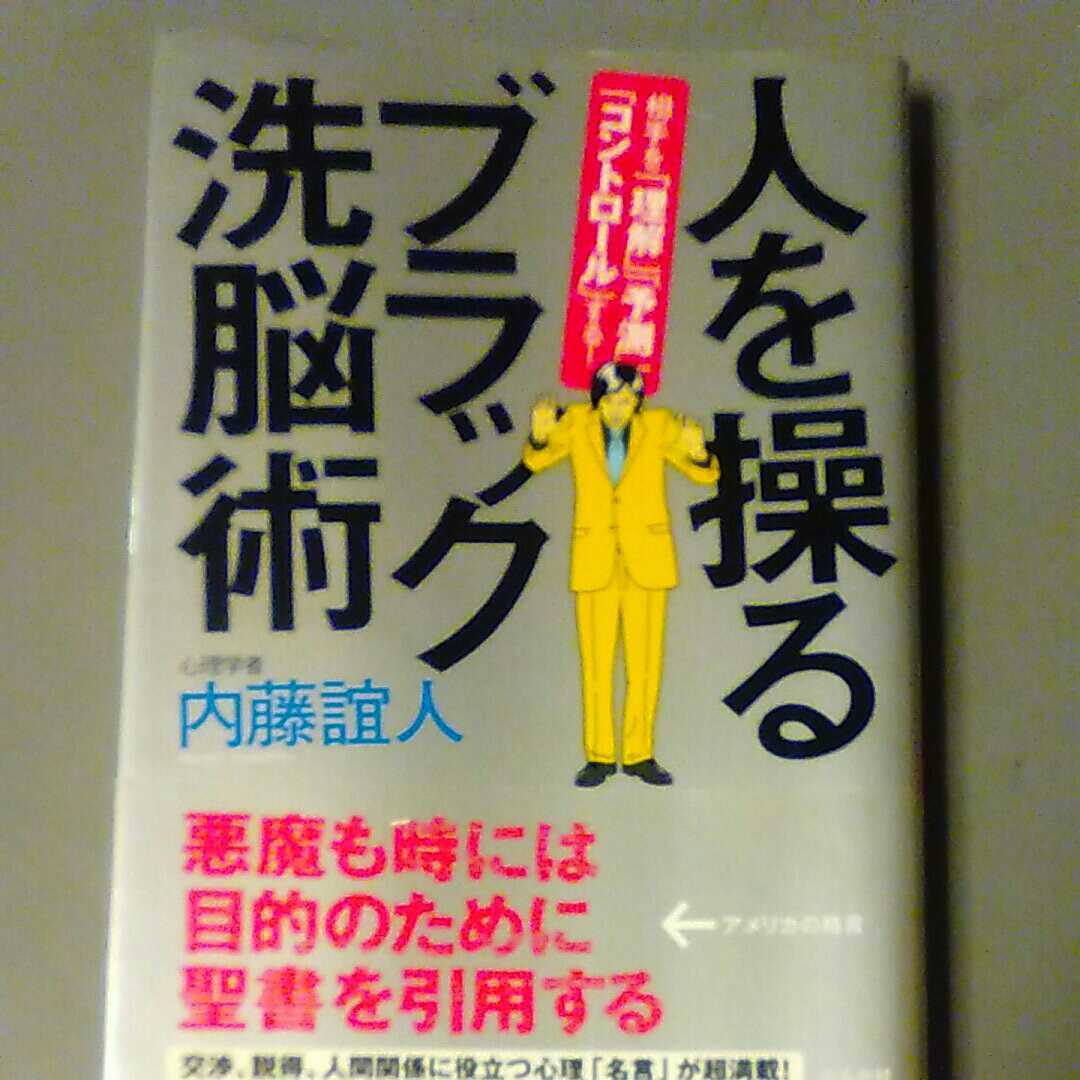 人を操る
相手を「理解」「予測」
「コントロール」する!
ブラック
洗脳術
心理学者
内藤誼人
悪魔も時には
目的のために
聖書を引用する
←アメリカの格言
交渉、説得、人間関係に役立つ心理「名言」が超満載!